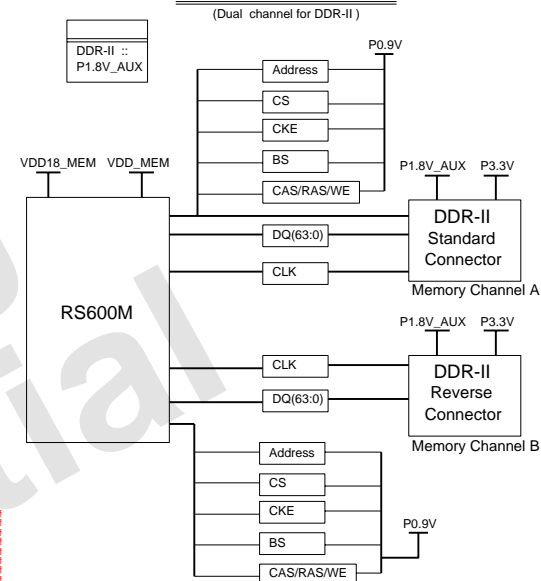 (Dual channel for DDR-II )
DDR-II ::
P1.8V_AUX
P0.9V
Address
CS
CKE
BS
CAS/RAS/WE
VDD18_MEM VDD_MEM
P1.8V_AUX P3.3V
DDR-II
Standard
Connector
DQ(63:0)
CLK
Memory Channel A
RS600M
P1.8V_AUX P3.3V
CLK
DDR-II
Reverse
Connector
DQ(63:0)
Memory Channel B
Address
CS
CKE
P0.9V
BS
CAS/RAS/WE
tial